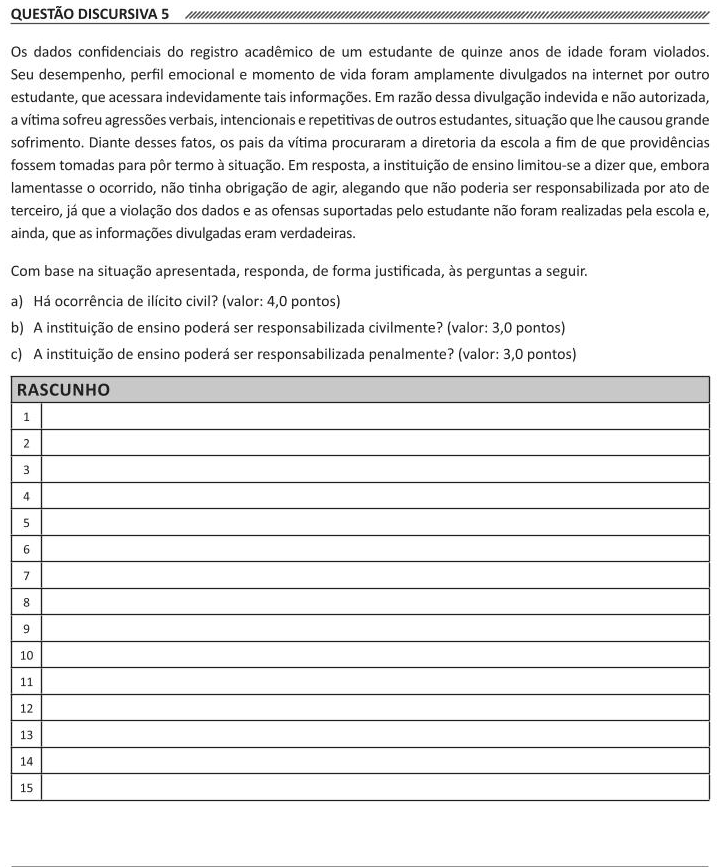 QUESTÃO DISCURSIVA 5
Os dados confidenciais do registro acadêmico de um estudante de quinze anos de idade foram violados.
Seu desempenho, perfil emocional e momento de vida foram amplamente divulgados na internet por outro
estudante, que acessara indevidamente tais informações. Em razão dessa divulgação indevida e não autorizada,
a vítima sofreu agressões verbais, intencionais e repetitivas de outros estudantes, situação que lhe causou grande
sofrimento. Diante desses fatos, os pais da vítima procuraram a diretoria da escola a fim de que providências
fossem tomadas para pôr termo à situação. Em resposta, a instituição de ensino limitou-se a dizer que, embora
lamentasse o ocorrido, não tinha obrigação de agir, alegando que não poderia ser responsabilizada por ato de
terceiro, já que a violação dos dados e as ofensas suportadas pelo estudante não foram realizadas pela escola e,
ainda, que as informações divulgadas eram verdadeiras.
Com base na situação apresentada, responda, de forma justificada, às perguntas a seguir.
a) Há ocorrência de ilícito civil? (valor: 4,0 pontos)
b) A instituição de ensino poderá ser responsabilizada civilmente? (valor: 3,0 pontos)
c) A instituição de ensino poderá ser responsabilizada penalmente? (valor: 3,0 pontos)
RASCUNHO
1
2
3
4
5
6
7
8
9
10
11
12
13
14
15